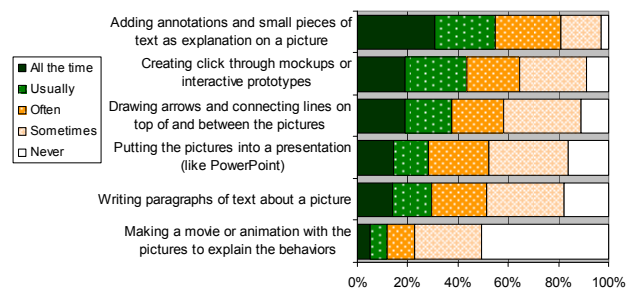 Adding annotations and small pieces of
text as explanation on a picture
Creating click through mockups or
interactive prototypes
Drawing arrows and connecting lines on
top of and between the pictures
Putting the pictures into a presentation
(like PowerPoint)
Writing paragraphs of text about a picture
Making a movie or animation with the
pictures to explain the behaviors
All the time
Usually
Often
Sometimes
Never
0% 20% 40% 60% 80% 100%